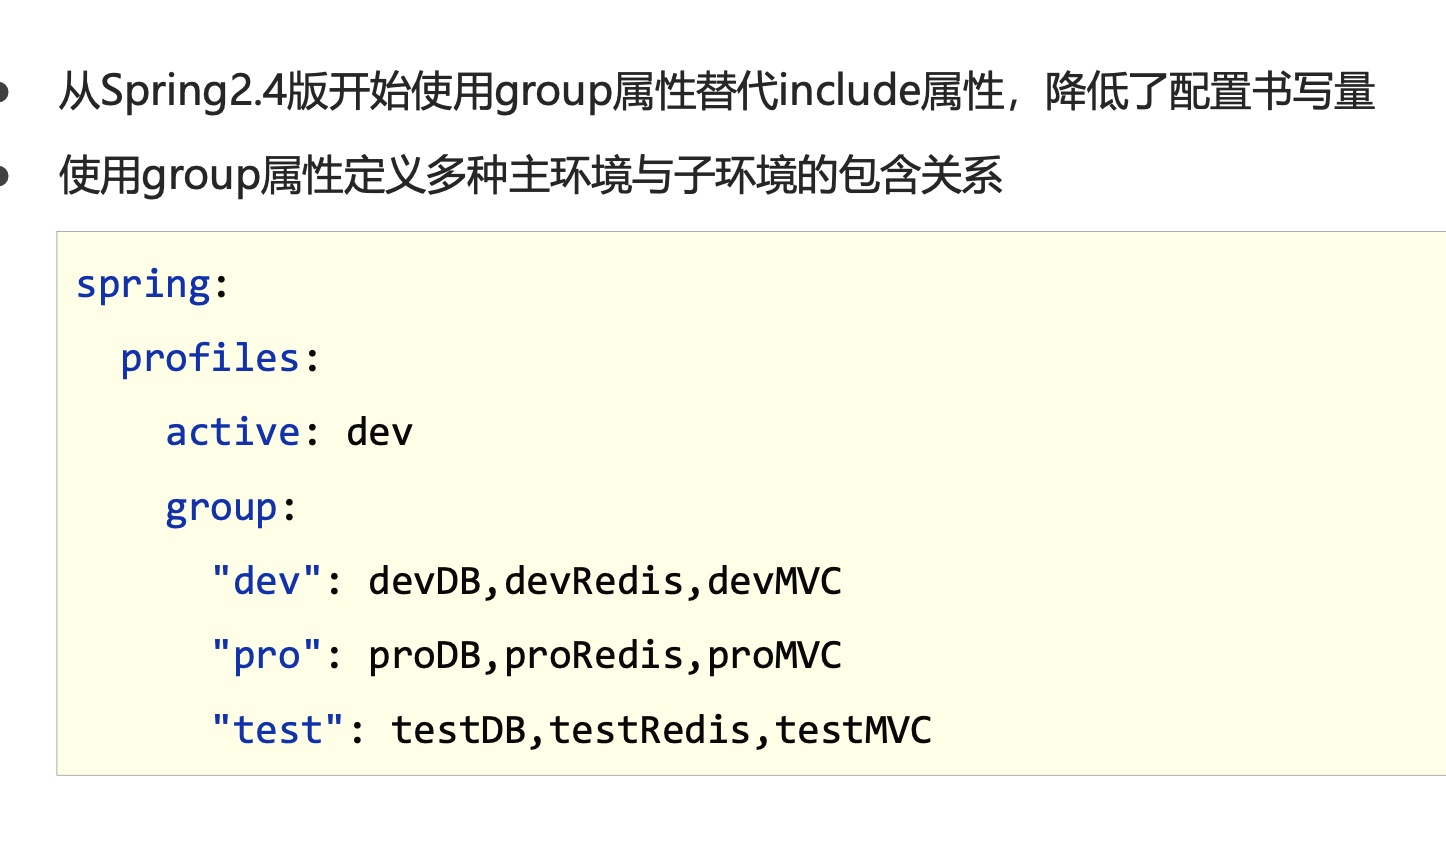 从Spring2.4版开始使用group属性替代include属性，降低了配置书写量
使用group属性定义多种主环境与子环境的包含关系
spring:
  profiles:
    active: dev
    group:
      "dev": devDB,devRedis,devMVC
      "pro": proDB,proRedis,proMVC
      "test": testDB,testRedis,testMVC